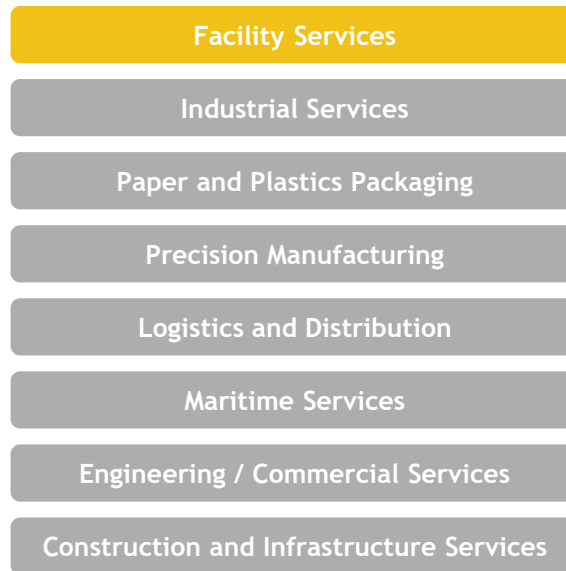 Facility Services
Industrial Services
Paper and Plastics Packaging
Precision Manufacturing
Logistics and Distribution
Maritime Services
Engineering / Commercial Services
Construction and Infrastructure Services